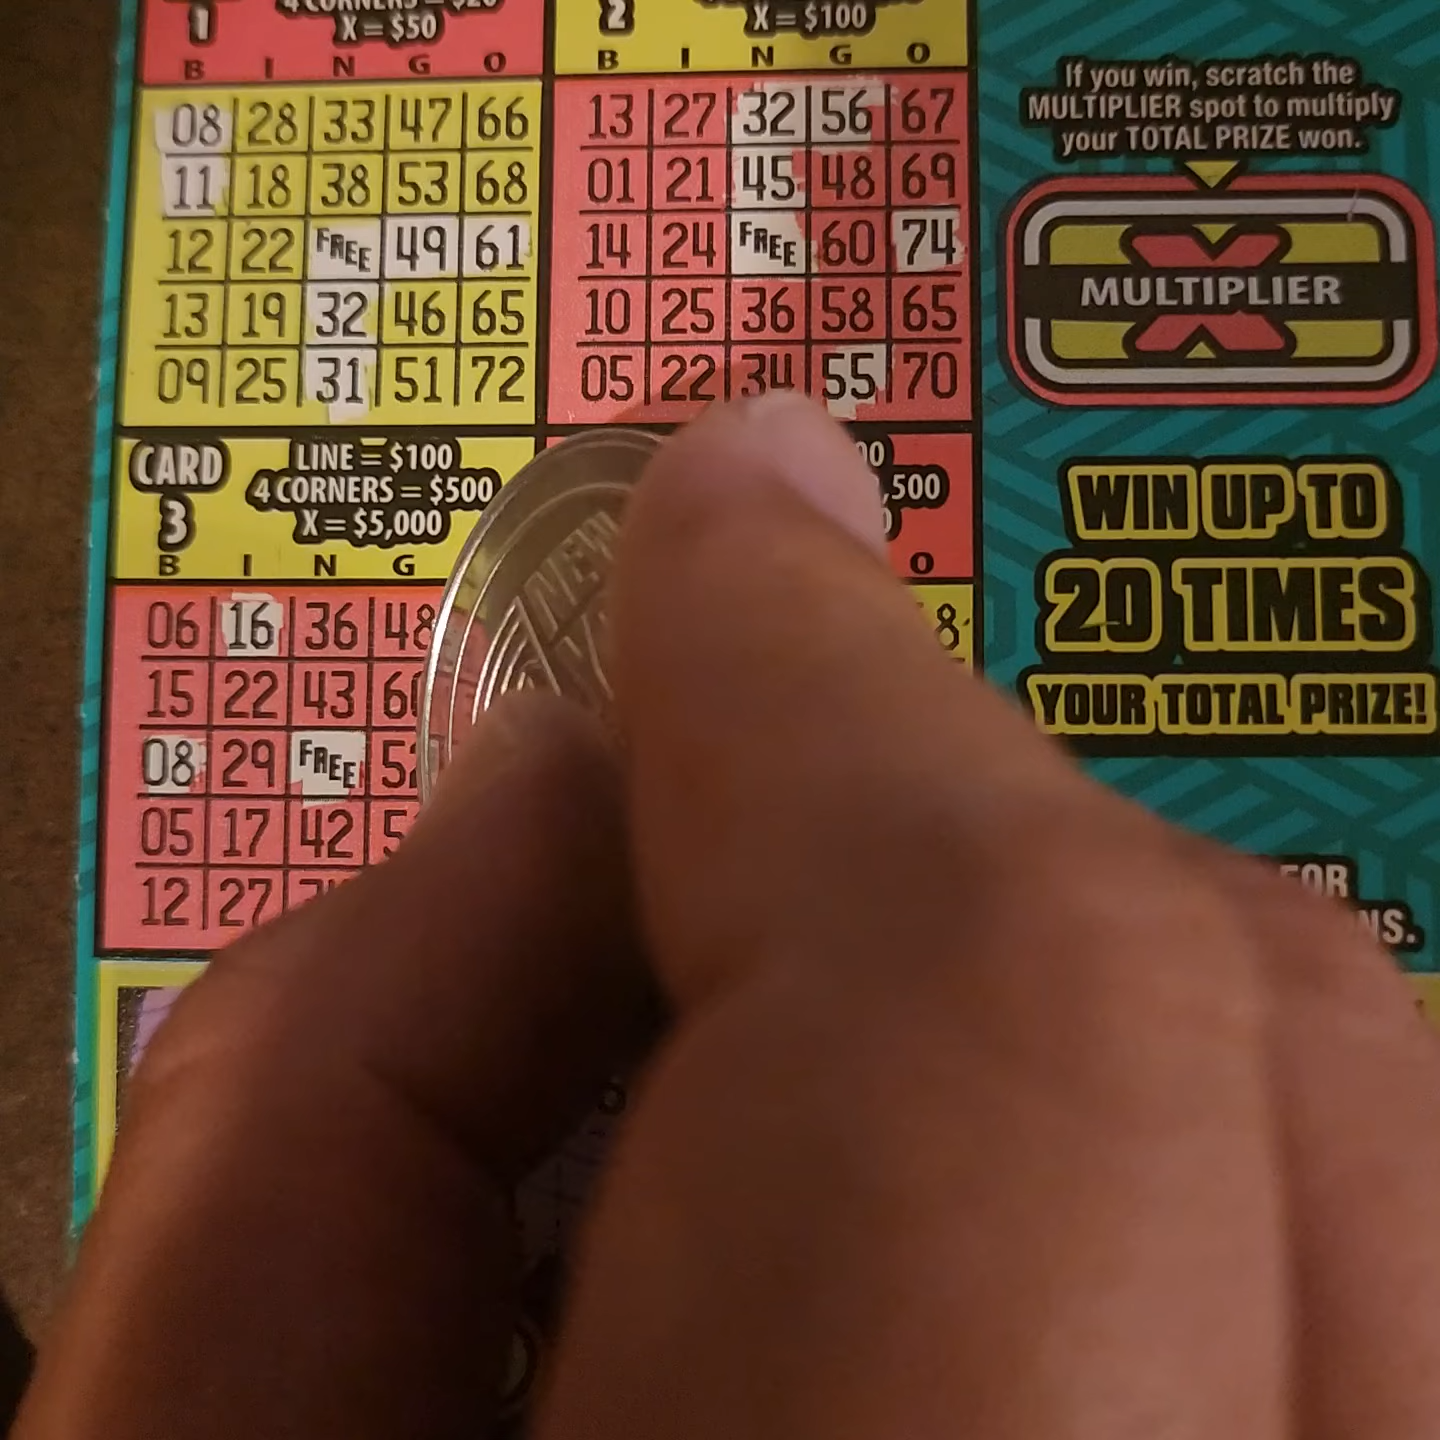 1
X = $50
B I N G O
08 28 33 47 66
11 18 38 53 68
12 22 FREE 49 61
13 19 32 46 65
09 25 31 51 72
2
X = $100
B I N G O
13 27 32 56 67
01 21 45 48 69
14 24 FREE 60 74
10 25 36 58 65
05 22 34 55 70
If you win, scratch the
MULTIPLIER spot to multiply
your TOTAL PRIZE won.
X
MULTIPLIER
WIN UP TO
20 TIMES
YOUR TOTAL PRIZE!
CARD
3
LINE = $100
4 CORNERS = $500
X = $5,000
B I N G
06 16 36 48
15 22 43
08 29 FREE
05 17 42
12 27
,500
O
FOR
NEW